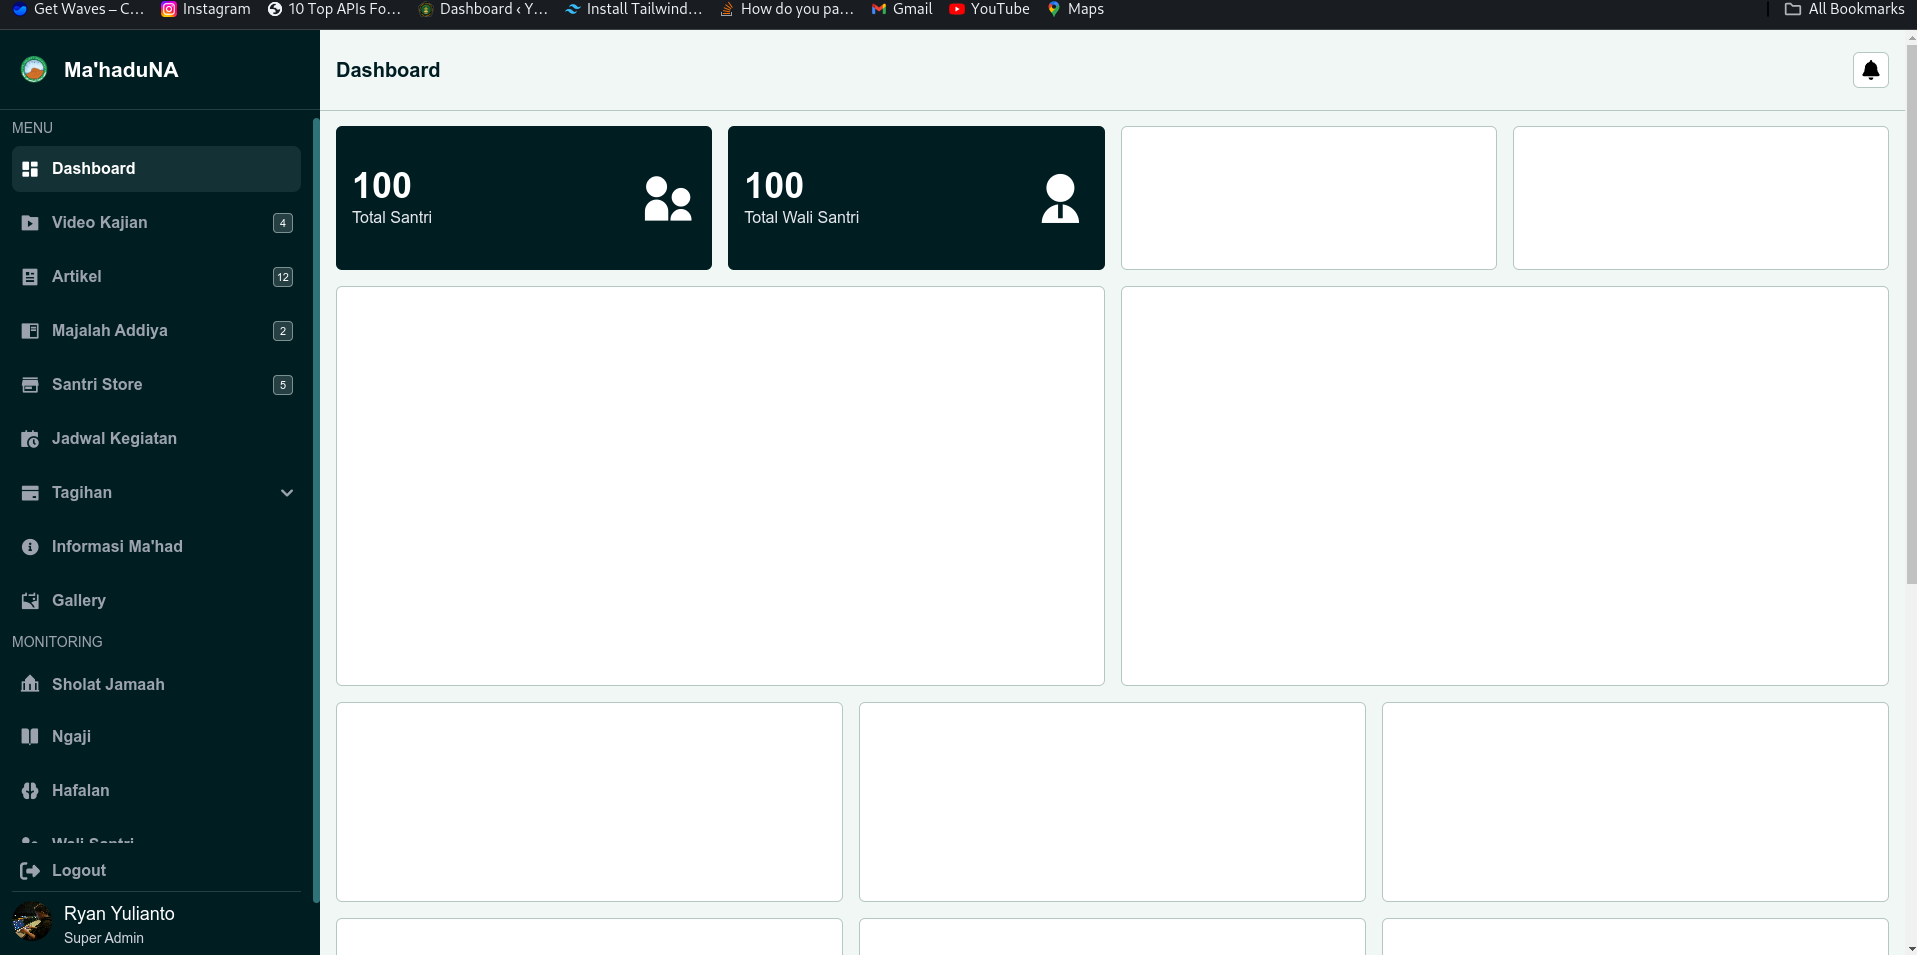 Get Waves – C...
Instagram
10 Top APIs Fo...
Dashboard ‹ Y...
Install Tailwind...
How do you pa...
Gmail
YouTube
Maps
All Bookmarks
Ma'haduNA
MENU
Dashboard
Video Kajian 4
Artikel 12
Majalah Addiya 2
Santri Store 5
Jadwal Kegiatan
Tagihan
Informasi Ma'had
Gallery
MONITORING
Sholat Jamaah
Ngaji
Hafalan
Wali Santri
Logout
Ryan Yulianto
Super Admin
Dashboard
100
Total Santri
100
Total Wali Santri